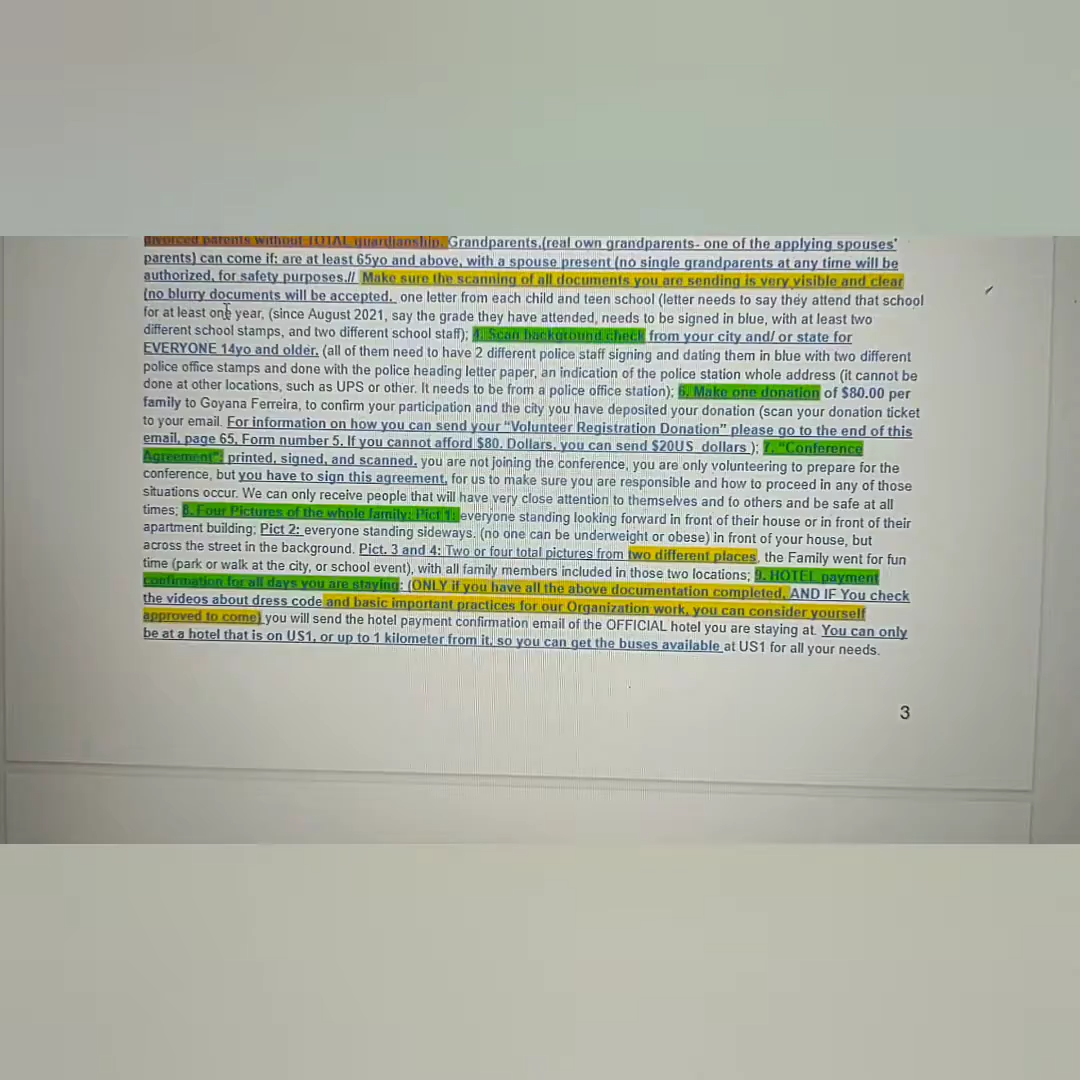 divorced parents without TOTAL guardianship. Grandparents,(real own grandparents- one of the applying spouses'
parents) can come if: are at least 65yo and above, with a spouse present (no single grandparents at any time will be
authorized, for safety purposes.// Make sure the scanning of all documents you are sending is very visible and clear
(no blurry documents will be accepted. one letter from each child and teen school (letter needs to say they attend that school
for at least one year, (since August 2021, say the grade they have attended, needs to be signed in blue, with at least two
different school stamps, and two different school staff); 4. Scan background check from your city and/ or state for
EVERYONE 14yo and older. (all of them need to have 2 different police staff signing and dating them in blue with two different
police office stamps and done with the police heading letter paper, an indication of the police station whole address (it cannot be
done at other locations, such as UPS or other. It needs to be from a police office station); 6. Make one donation of $80.00 per
family to Goyana Ferreira, to confirm your participation and the city you have deposited your donation (scan your donation ticket
to your email. For information on how you can send your "Volunteer Registration Donation" please go to the end of this
email, page 65, Form number 5. If you cannot afford $80. Dollars, you can send $20US dollars ); 7. "Conference
Agreement": printed, signed, and scanned, you are not joining the conference, you are only volunteering to prepare for the
conference, but you have to sign this agreement, for us to make sure you are responsible and how to proceed in any of those
situations occur. We can only receive people that will have very close attention to themselves and to others and be safe at all
times; 8. Four Pictures of the whole family: Pict 1: everyone standing looking forward in front of their house or in front of their
apartment building; Pict 2: everyone standing sideways. (no one can be underweight or obese) in front of your house, but
across the street in the background. Pict. 3 and 4: Two or four total pictures from two different places, the Family went for fun
time (park or walk at the city, or school event), with all family members included in those two locations; 9. HOTEL payment
confirmation for all days you are staying: (ONLY if you have all the above documentation completed, AND IF You check
the videos about dress code and basic important practices for our Organization work, you can consider yourself
approved to come) you will send the hotel payment confirmation email of the OFFICIAL hotel you are staying at. You can only
be at a hotel that is on US1, or up to 1 kilometer from it, so you can get the buses available at US1 for all your needs.
3